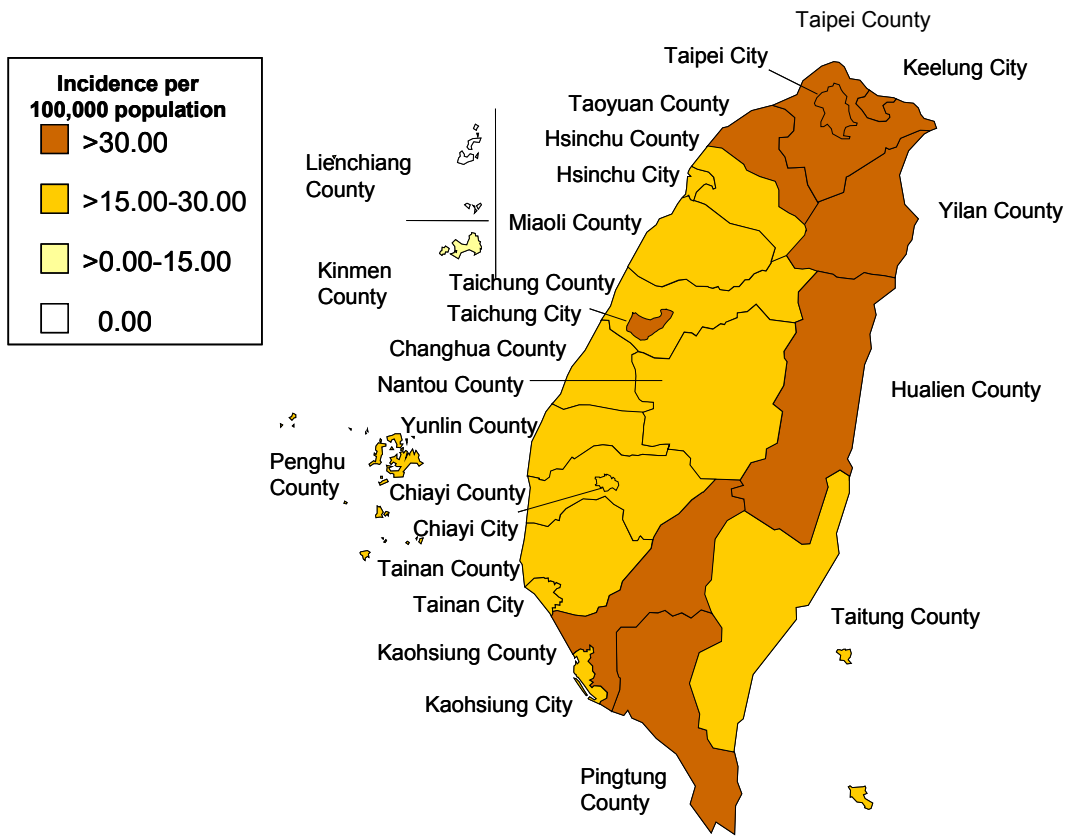 Taipei County
Taipei City
Keelung City
Incidence per
100,000 population
>30.00
>15.00-30.00
>0.00-15.00
0.00
Taoyuan County
Hsinchu County
Hsinchu City
Lienchiang
County
Miaoli County
Yilan County
Kinmen
County
Taichung County
Taichung City
Changhua County
Nantou County
Hualien County
Yunlin County
Penghu
County
Chiayi County
Chiayi City
Tainan County
Tainan City
Taitung County
Kaohsiung County
Kaohsiung City
Pingtung
County